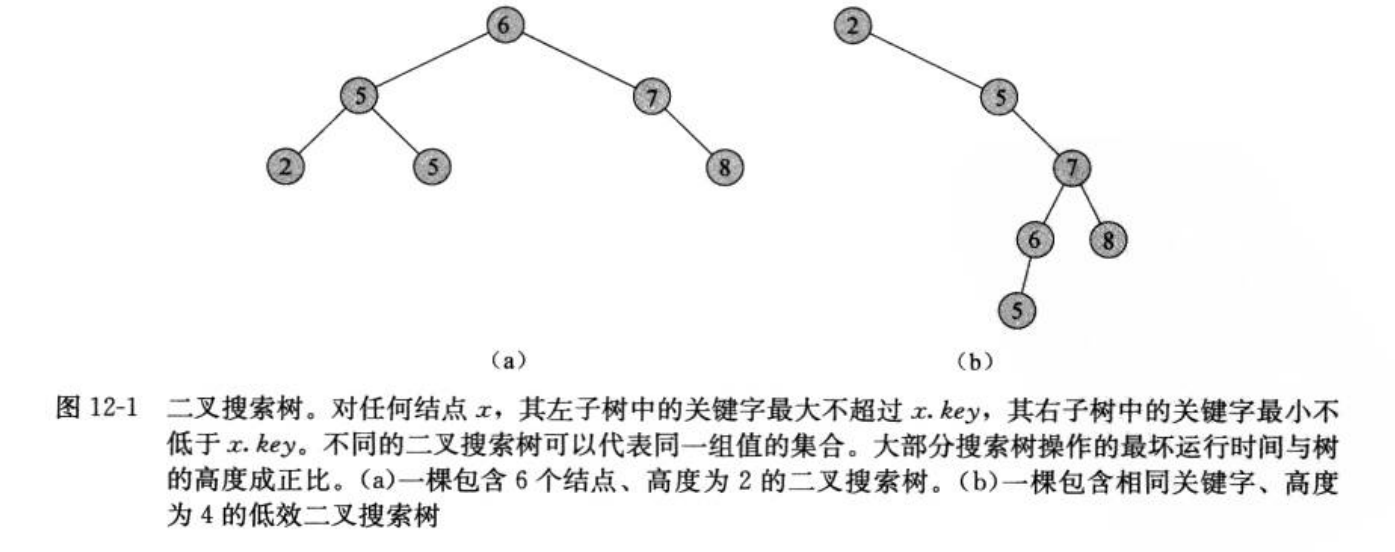 6 2
5 7 5
2 5 8 7
6 8
5
(a) (b)
图 12-1 二叉搜索树。对任何结点 x，其左子树中的关键字最大不超过 x.key，其右子树中的关键字最小不
低于 x.key。不同的二叉搜索树可以代表同一组值的集合。大部分搜索树操作的最坏运行时间与树
的高度成正比。(a)一棵包含 6 个结点、高度为 2 的二叉搜索树。(b)一棵包含相同关键字、高度
为 4 的低效二叉搜索树